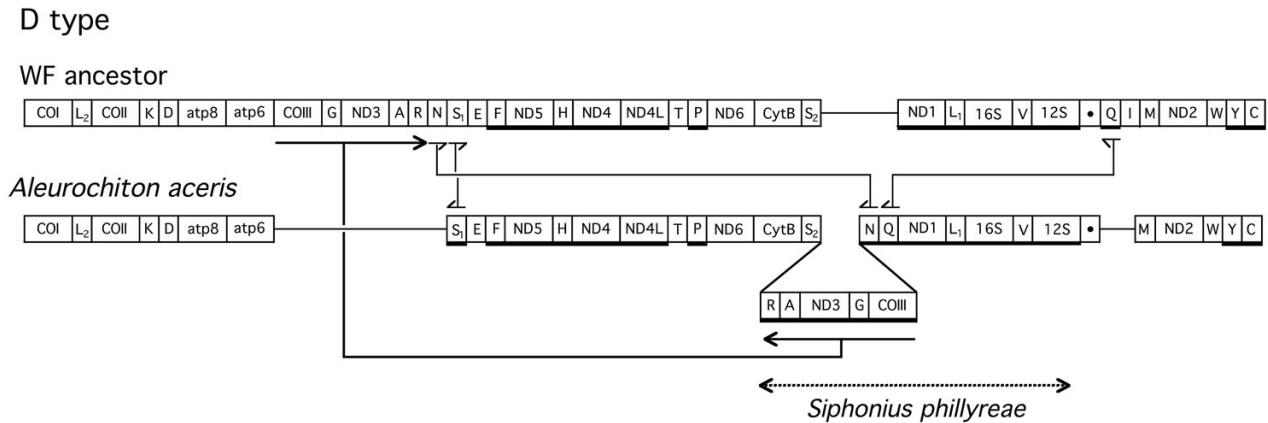 D type
WF ancestor
COI L2 COII K D atp8 atp6 COIII G ND3 A R N S1 E F ND5 H ND4 ND4L T P ND6 CytB S2 ND1 L1 16S V 12S • Q I M ND2 W Y C
Aleurochiton aceris
COI L2 COII K D atp8 atp6 S1 E F ND5 H ND4 ND4L T P ND6 CytB S2 N Q ND1 L1 16S V 12S • M ND2 W Y C
R A ND3 G COIII
Siphonius phillyreae